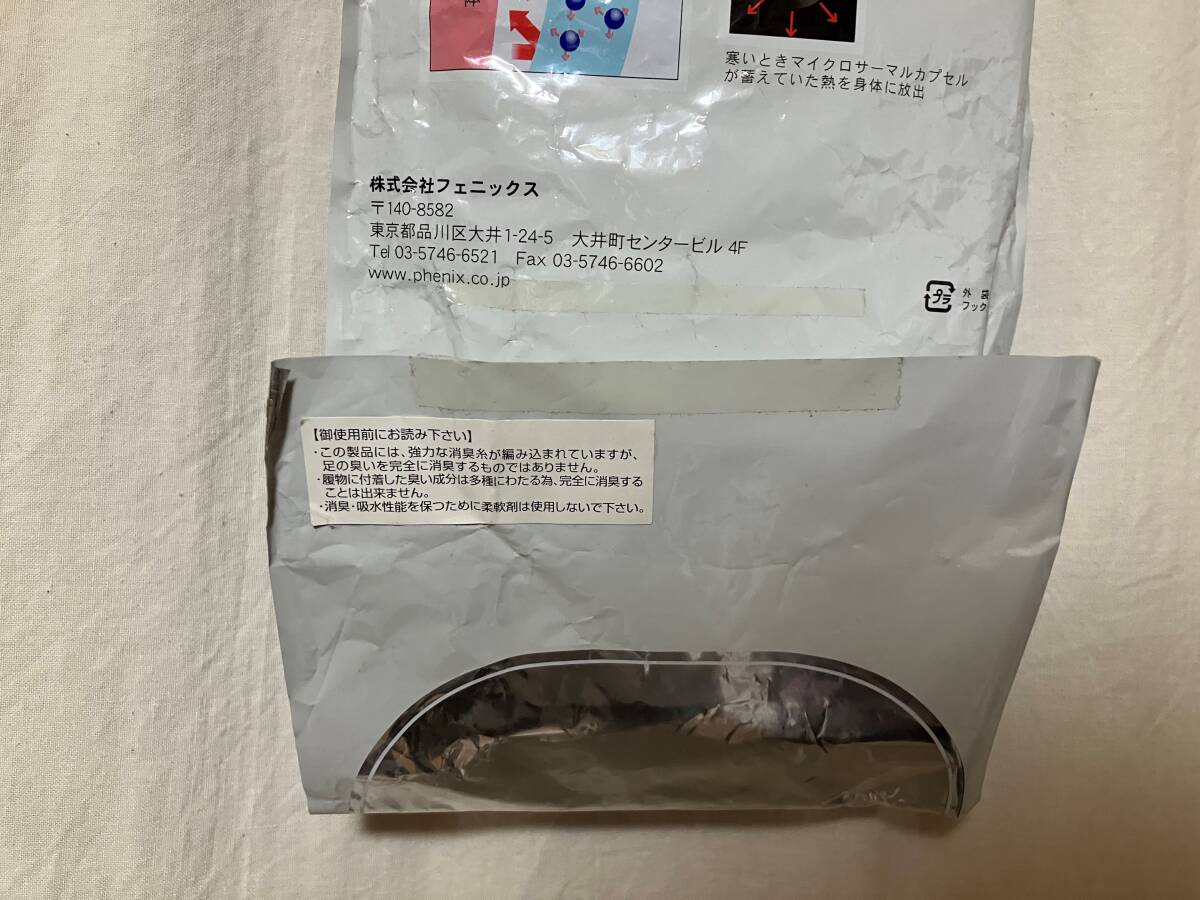 体
寒いときマイクロサーマルカプセル
が蓄えていた熱を身体に放出
株式会社フェニックス
〒140-8582
東京都品川区大井1-24-5 大井町センタービル 4F
Tel 03-5746-6521 Fax 03-5746-6602
www.phenix.co.jp
プラ
外 袋
フック
【御使用前にお読み下さい】
・この製品には、強力な消臭糸が編み込まれていますが、
足の臭いを完全に消臭するものではありません。
・履物に付着した臭い成分は多種にわたる為、完全に消臭する
ことは出来ません。
・消臭・吸水性能を保つために柔軟剤は使用しないで下さい。